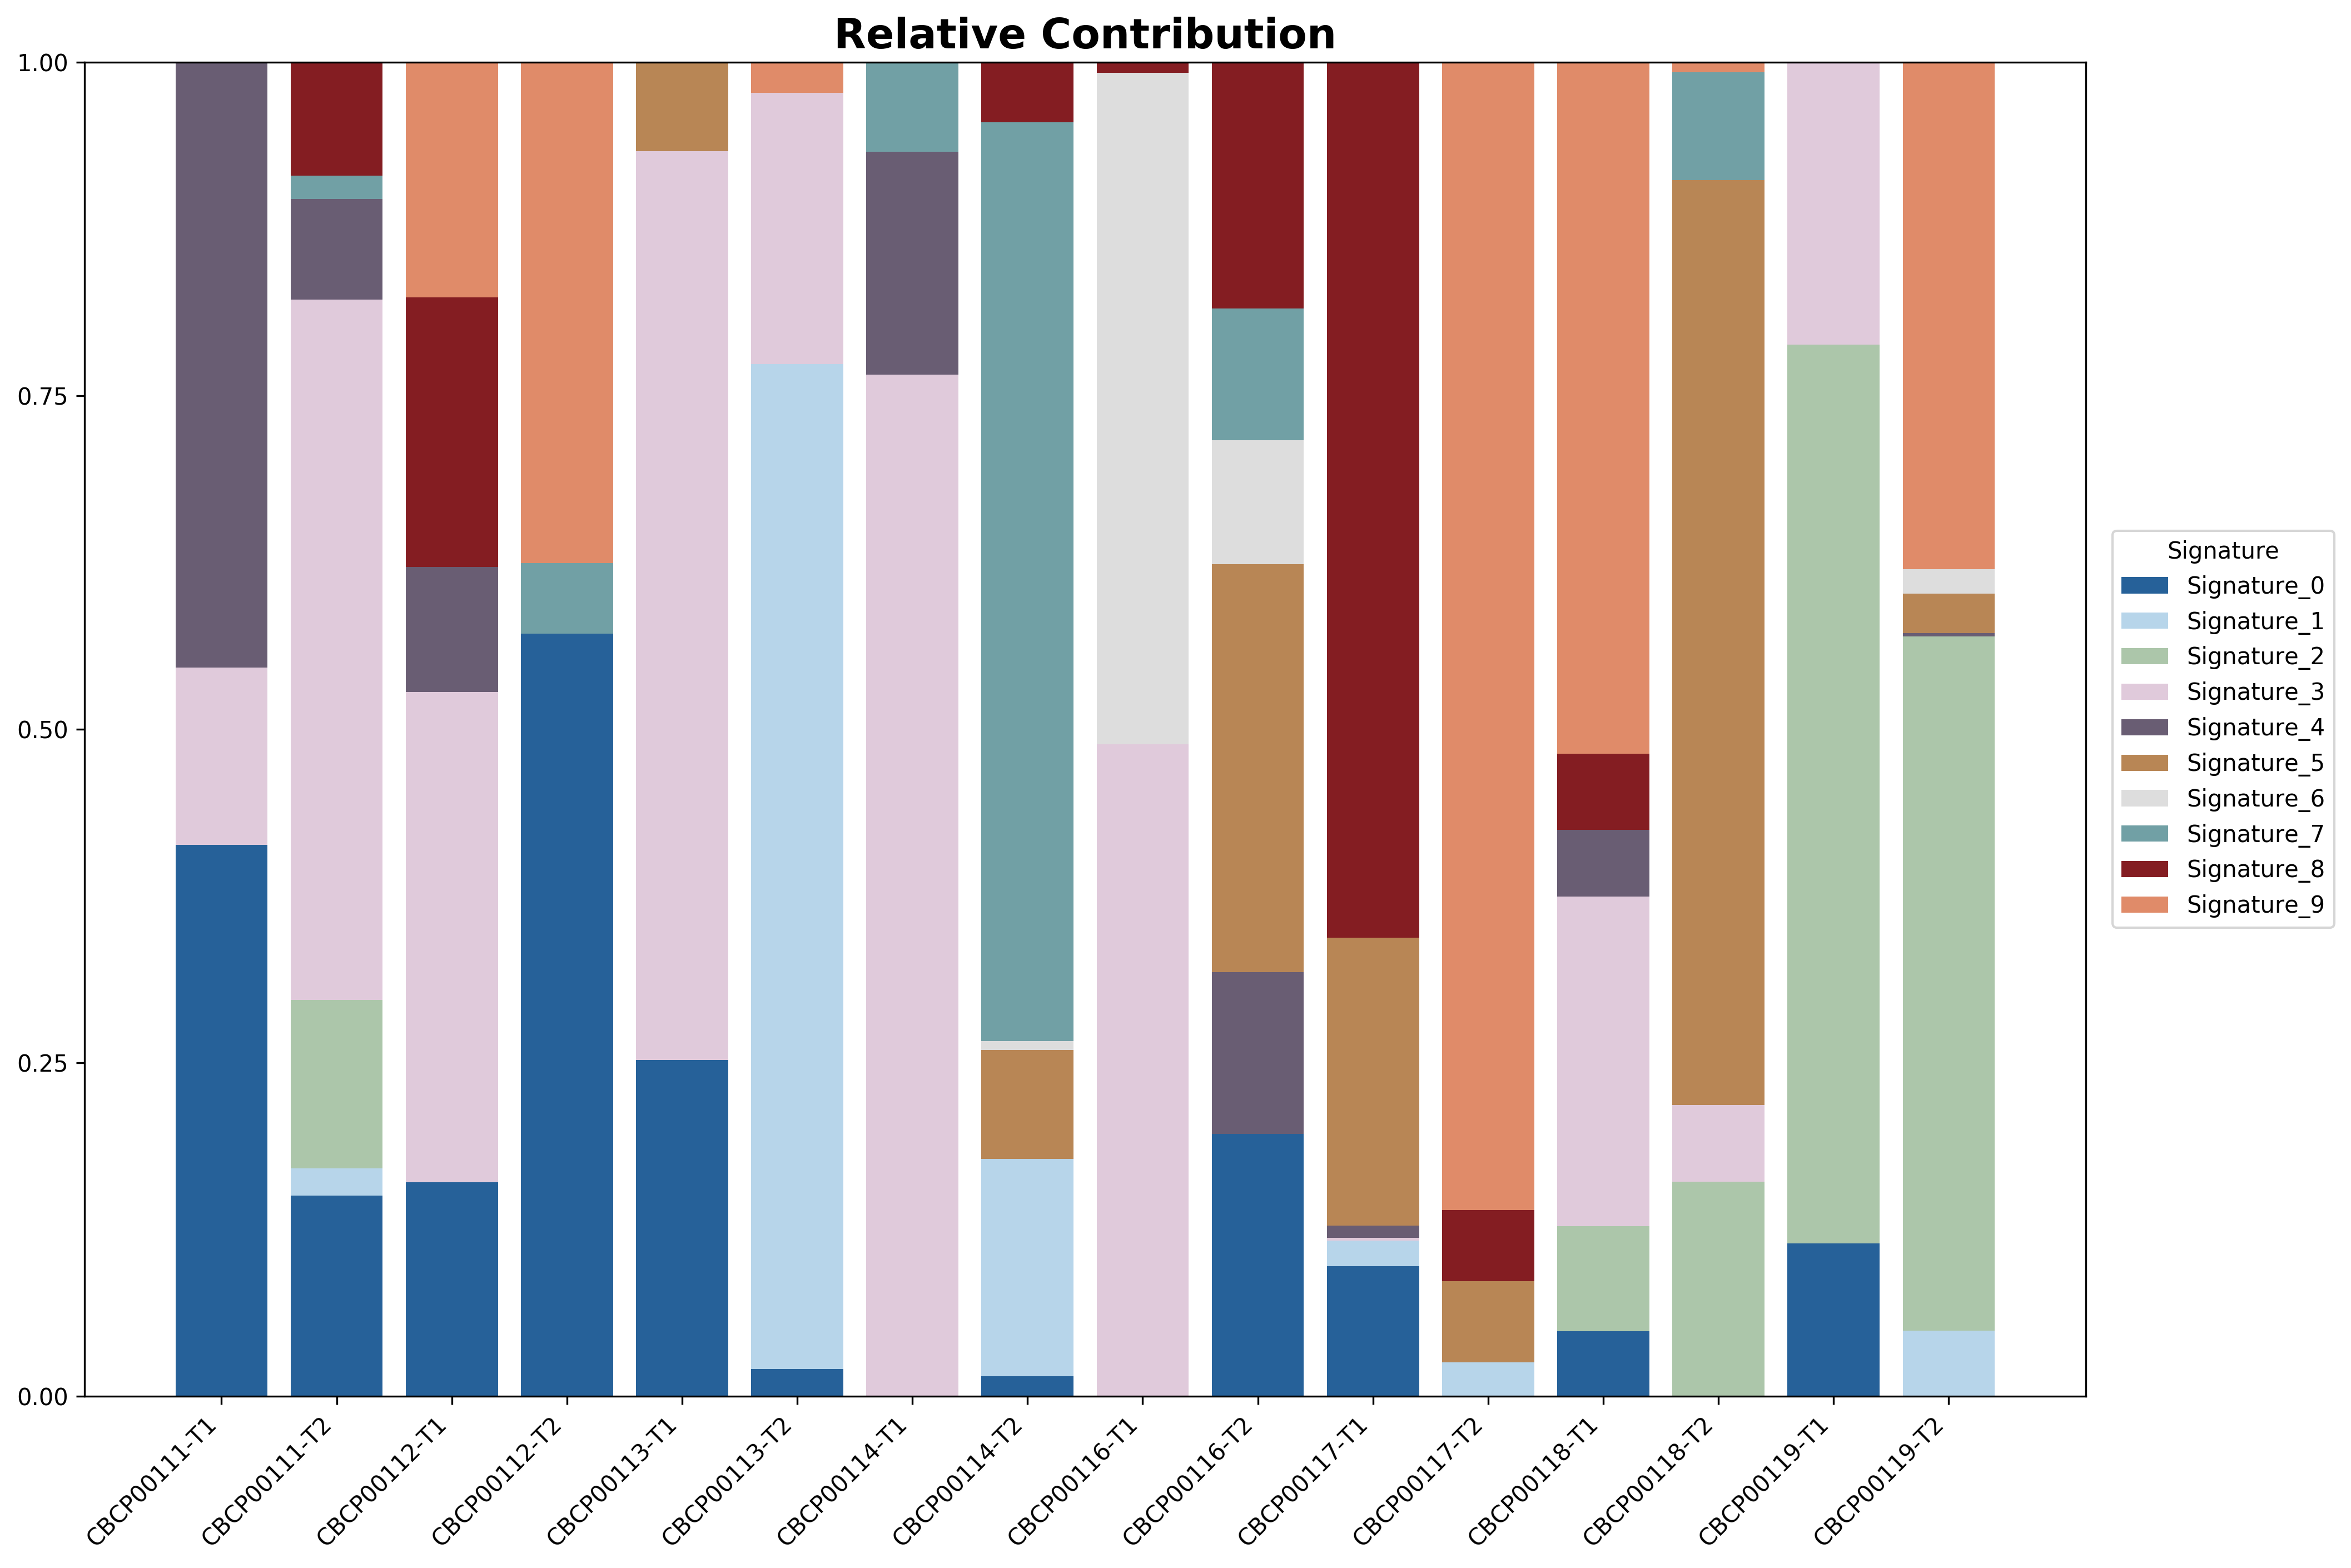 Relative Contribution
1.00
0.75
0.50
0.25
0.00
CBCP00111-T1
CBCP00111-T2
CBCP00112-T1
CBCP00112-T2
CBCP00113-T1
CBCP00113-T2
CBCP00114-T1
CBCP00114-T2
CBCP00116-T1
CBCP00116-T2
CBCP00117-T1
CBCP00117-T2
CBCP00118-T1
CBCP00118-T2
CBCP00119-T1
CBCP00119-T2
Signature
Signature_0
Signature_1
Signature_2
Signature_3
Signature_4
Signature_5
Signature_6
Signature_7
Signature_8
Signature_9